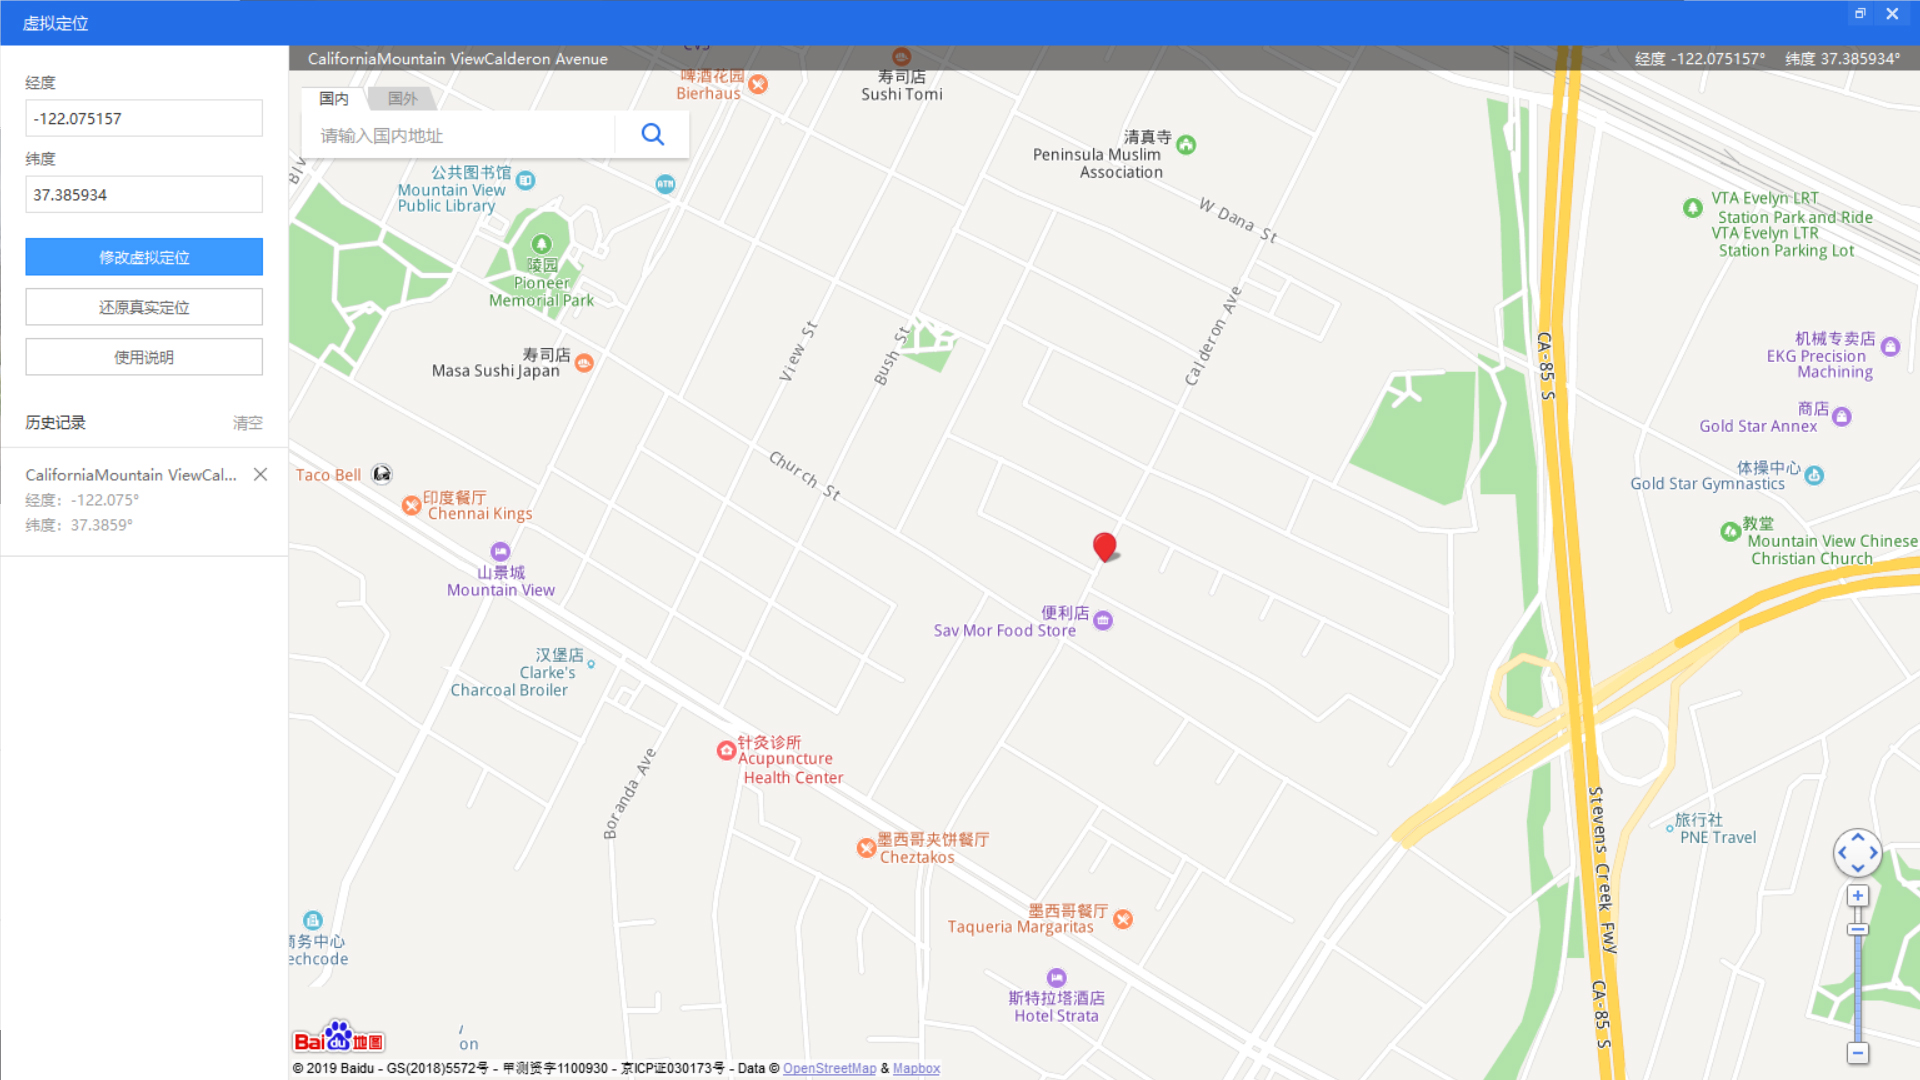 虚拟定位
经度
-122.075157
纬度
37.385934
修改虚拟定位
还原真实定位
使用说明
历史记录
清空
CaliforniaMountain ViewCal...
经度：-122.075°
纬度：37.3859°
CaliforniaMountain ViewCalderon Avenue
经度 -122.075157°
纬度 37.385934°
国内
国外
请输入国内地址
啤酒花园
Bierhaus
寿司店
Sushi Tomi
清真寺
Peninsula Muslim
Association
公共图书馆
Mountain View
Public Library
ATM
W Dana St
VTA Evelyn LRT
Station Park and Ride
VTA Evelyn LTR
Station Parking Lot
陵园
Pioneer
Memorial Park
View St
Bush St
Calderon Ave
CA-85 S
寿司店
Masa Sushi Japan
机械专卖店
EKG Precision
Machining
商店
Gold Star Annex
Church St
Taco Bell
印度餐厅
Chennai Kings
体操中心
Gold Star Gymnastics
教堂
Mountain View Chinese
Christian Church
山景城
Mountain View
便利店
Sav Mor Food Store
汉堡店
Clarke's
Charcoal Broiler
针灸诊所
Acupuncture
Health Center
Boranda Ave
Stevens Creek Fwy
墨西哥夹饼餐厅
Cheztakos
旅行社
PNE Travel
墨西哥餐厅
Taqueria Margaritas
商务中心
echcode
斯特拉塔酒店
Hotel Strata
CA-85 S
on
Bai du 地图
© 2019 Baidu - GS(2018)5572号 - 甲测资字1100930 - 京ICP证030173号 - Data © OpenStreetMap & Mapbox